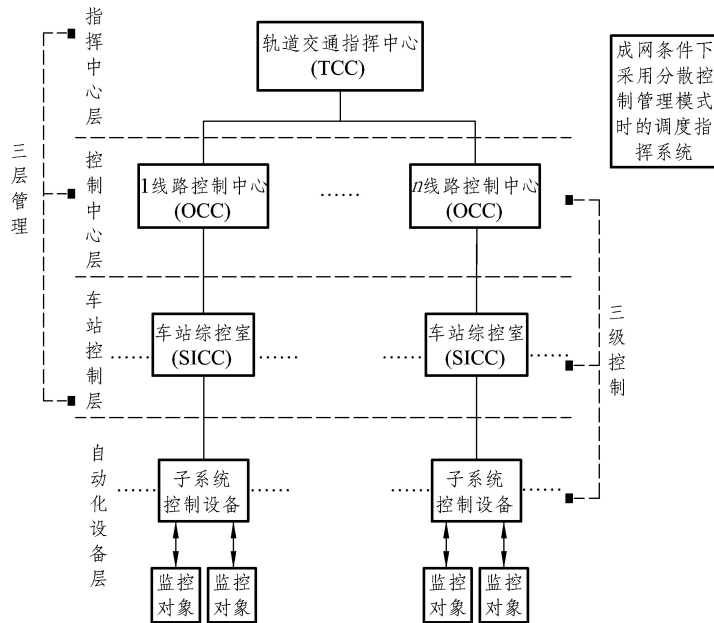 指挥中心层
轨道交通指挥中心
(TCC)
成网条件下
采用分散控
制管理模式
时的调度指
挥系统
三层管理
控制中心层
1线路控制中心
(OCC)
……
n线路控制中心
(OCC)
三级控制
车站控制层
……
车站综控室
(SICC)
……
……
车站综控室
(SICC)
……
自动化设备层
……
子系统
控制设备
……
……
子系统
控制设备
……
监控
对象
监控
对象
监控
对象
监控
对象